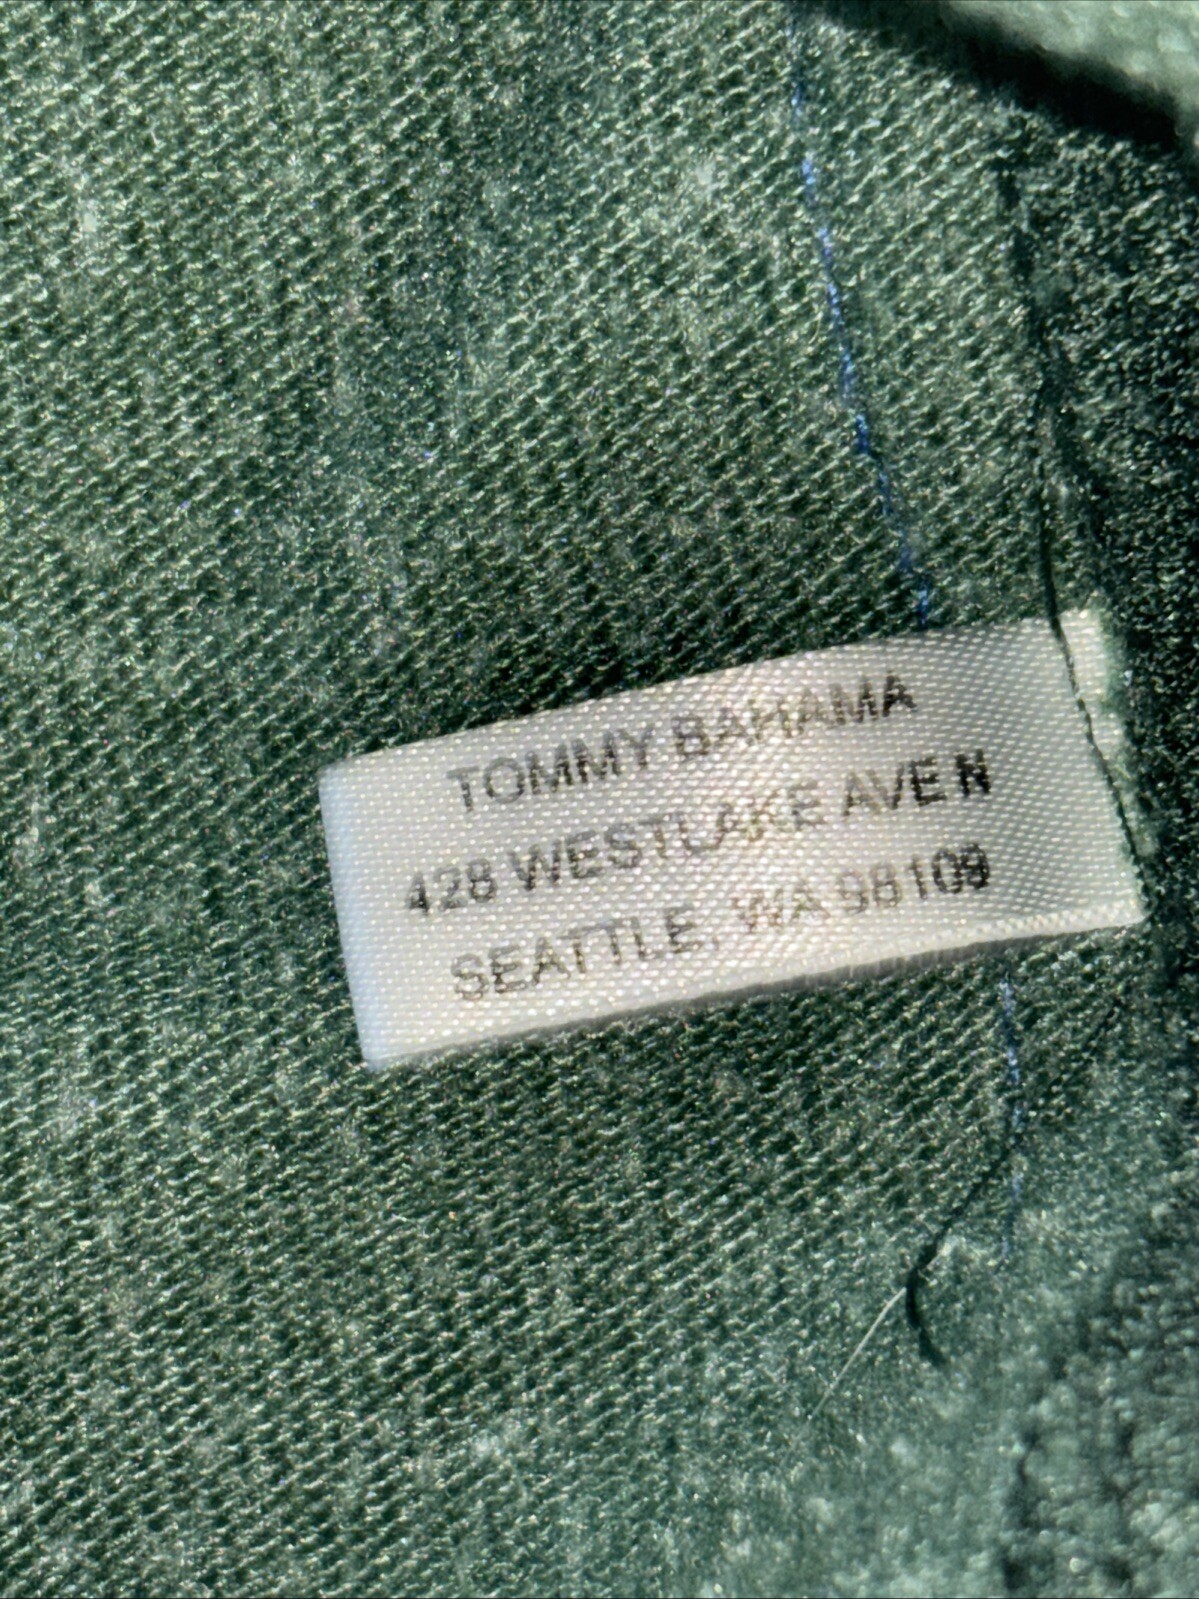 TOMMY BAHAMA
428 WESTLAKE AVE N
SEATTLE, WA 98109